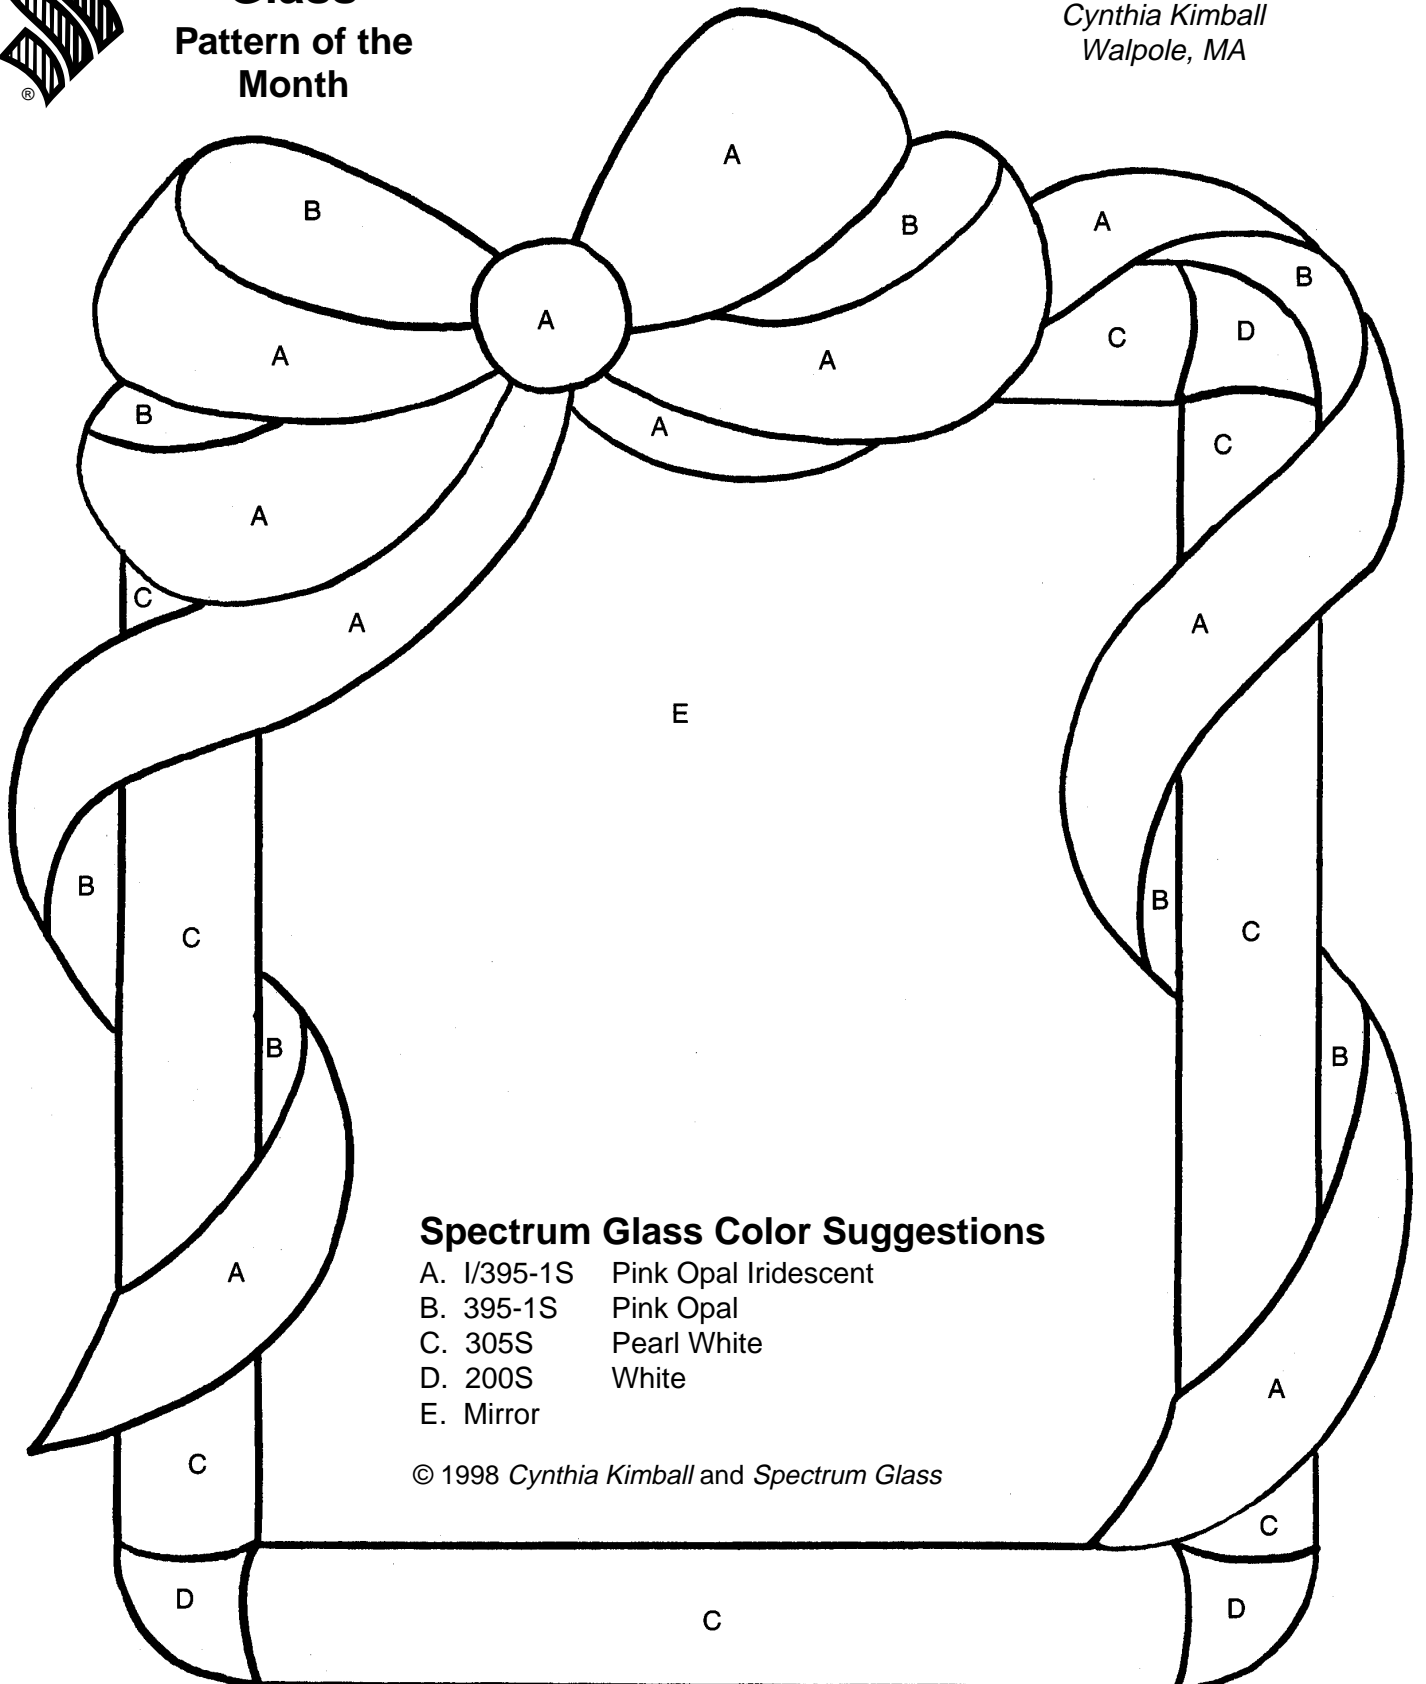 Pattern of the
Month
®
Cynthia Kimball
Walpole, MA
A
B
A
B
A
B
A
A
A
C
D
B
A
C
A
C
A
A
E
B
B
C
C
B
B
Spectrum Glass Color Suggestions
A. I/395-1S Pink Opal Iridescent
B. 395-1S Pink Opal
C. 305S Pearl White
D. 200S White
E. Mirror
© 1998 Cynthia Kimball and Spectrum Glass
A
A
C
C
D
C
D